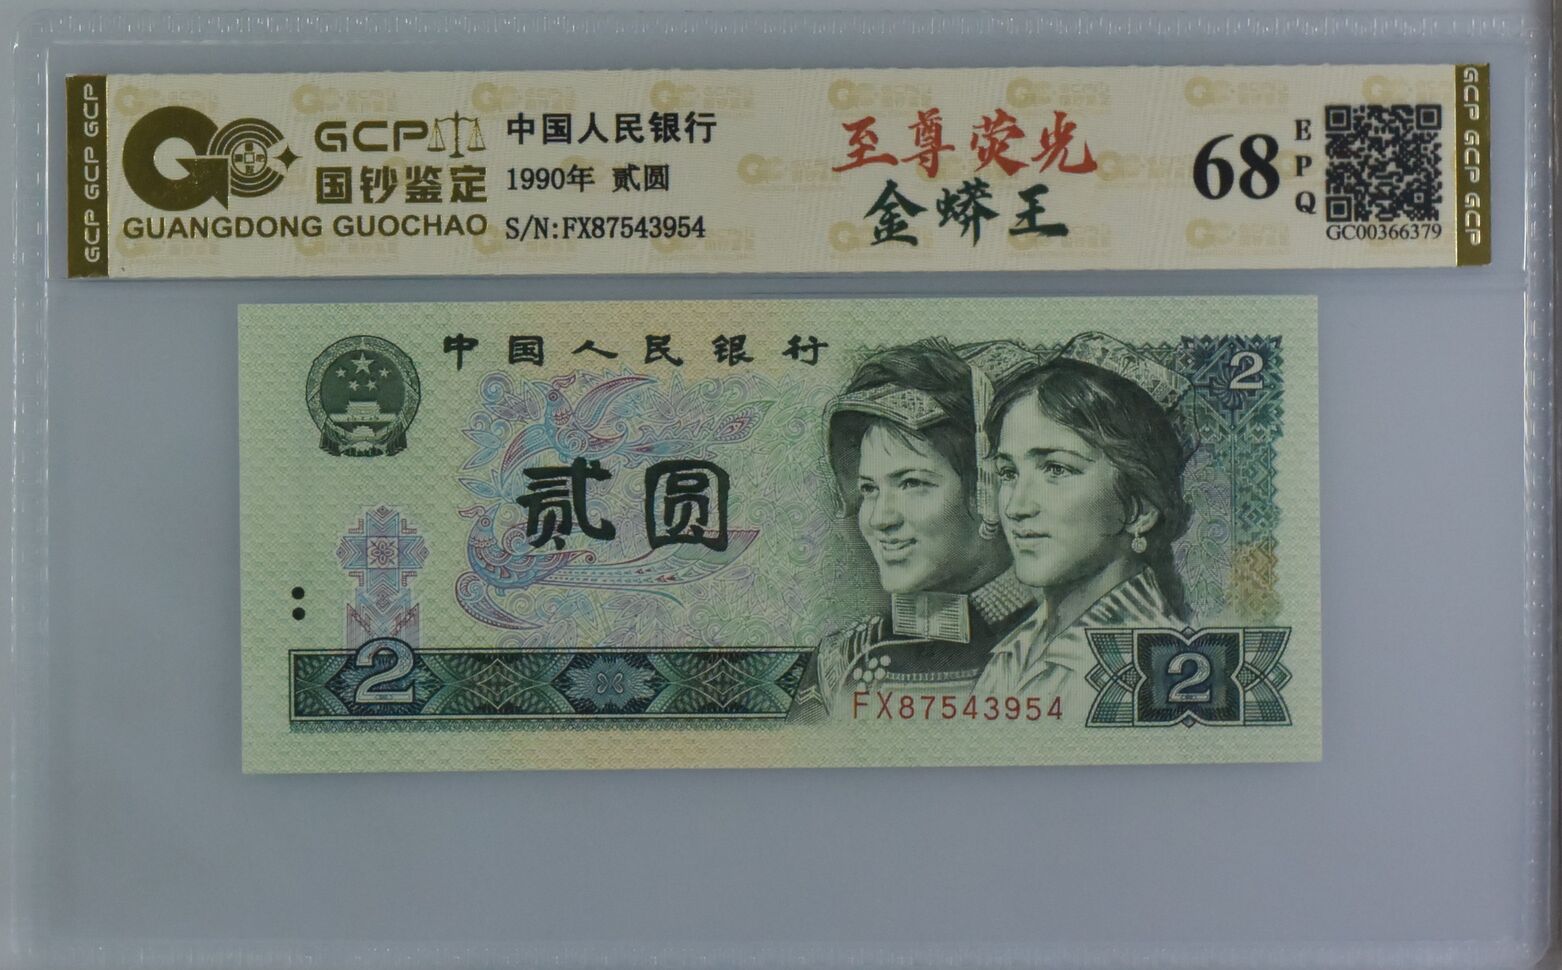 GCP GCP GCP
GCP
国钞鉴定
GUANGDONG GUOCHAO
中国人民银行
1990年 贰圆
S/N:FX87543954
至尊荧光
金蟒王
68
EPQ
GC00366379
GCP GCP GCP
中国人民银行
2
贰圆
2
2
FX87543954